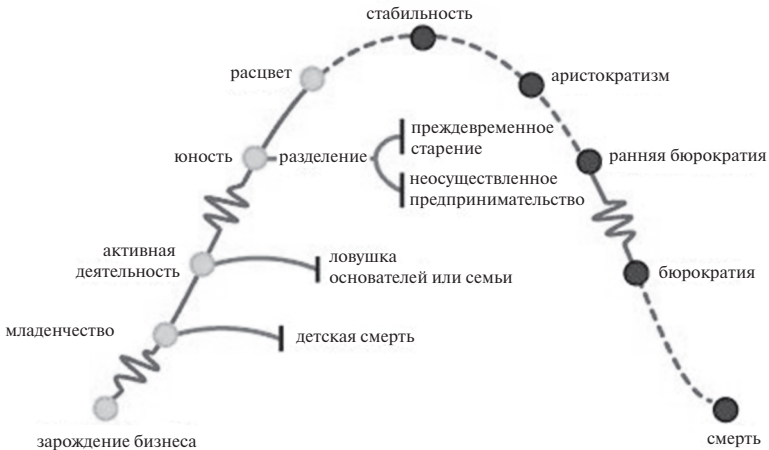 стабильность
расцвет
аристократизм
преждевременное
старение
юность
разделение
ранняя бюрократия
неосуществленное
предпринимательство
активная
деятельность
ловушка
основателей или семьи
бюрократия
младенчество
детская смерть
зарождение бизнеса
смерть